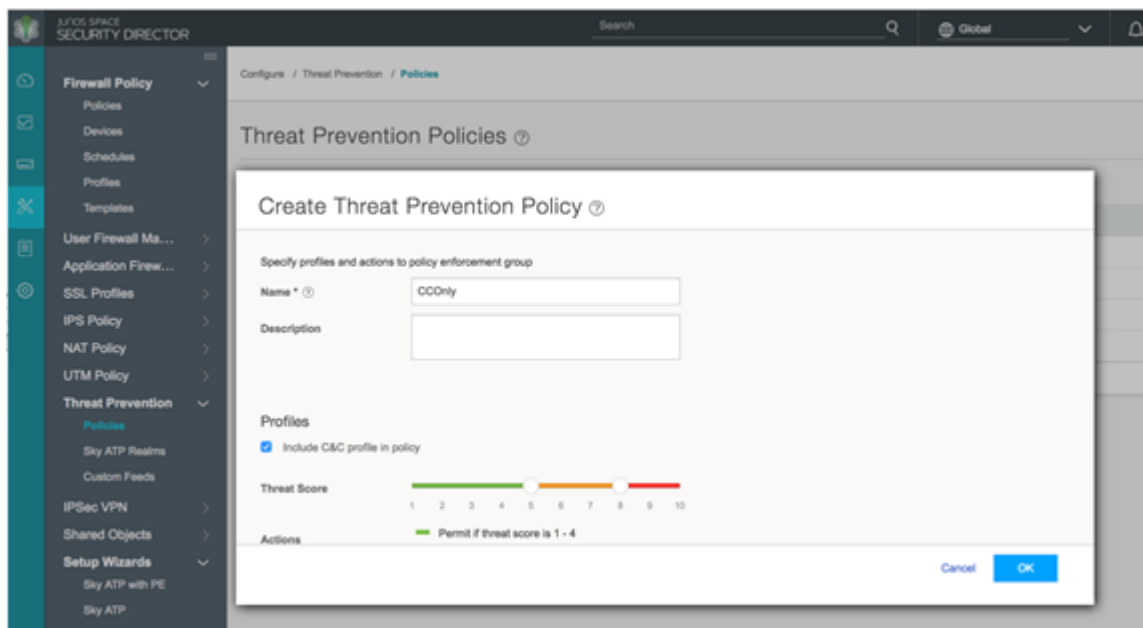 JUNOS SPACE
SECURITY DIRECTOR
Search
Global
Firewall Policy
Policies
Devices
Schedules
Profiles
Templates
User Firewall Ma...
Application Firew...
SSL Profiles
IPS Policy
NAT Policy
UTM Policy
Threat Prevention
Policies
Sky ATP Realms
Custom Feeds
IPSec VPN
Shared Objects
Setup Wizards
Sky ATP with PE
Sky ATP
Configure / Threat Prevention / Policies
Threat Prevention Policies ?
Create Threat Prevention Policy ?
Specify profiles and actions to policy enforcement group
Name * ? CCOnly
Description
Profiles
Include C&C profile in policy
Threat Score
1 2 3 4 5 6 7 8 9 10
Actions Permit if threat score is 1 - 4
Cancel OK